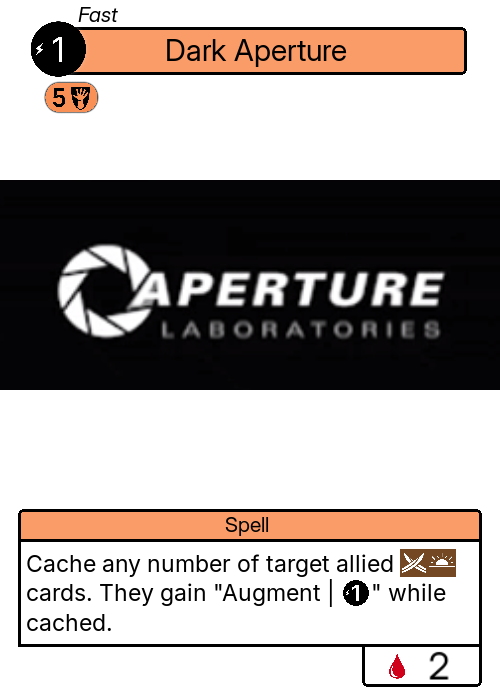 Fast
1 Dark Aperture
5
APERTURE
LABORATORIES
Spell
Cache any number of target allied
cards. They gain "Augment | 1" while
cached.
2